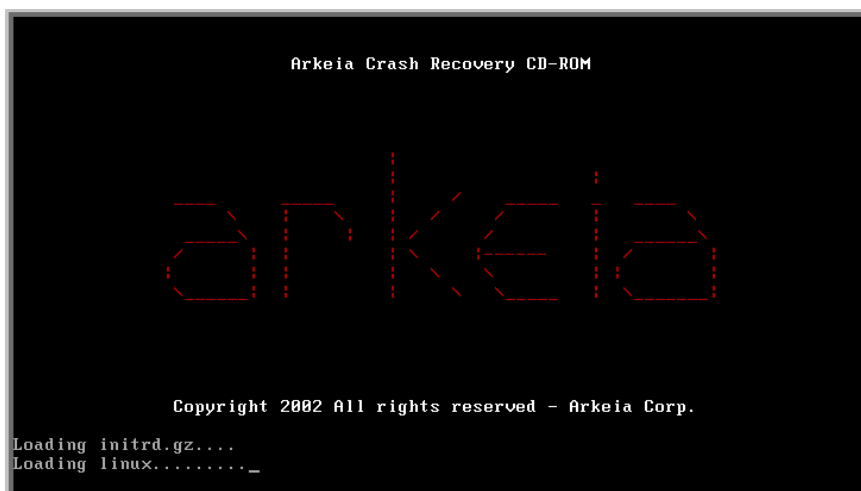 Arkeia Crash Recovery CD-ROM
arkeia
Copyright 2002 All rights reserved - Arkeia Corp.
Loading initrd.gz....
Loading linux........._